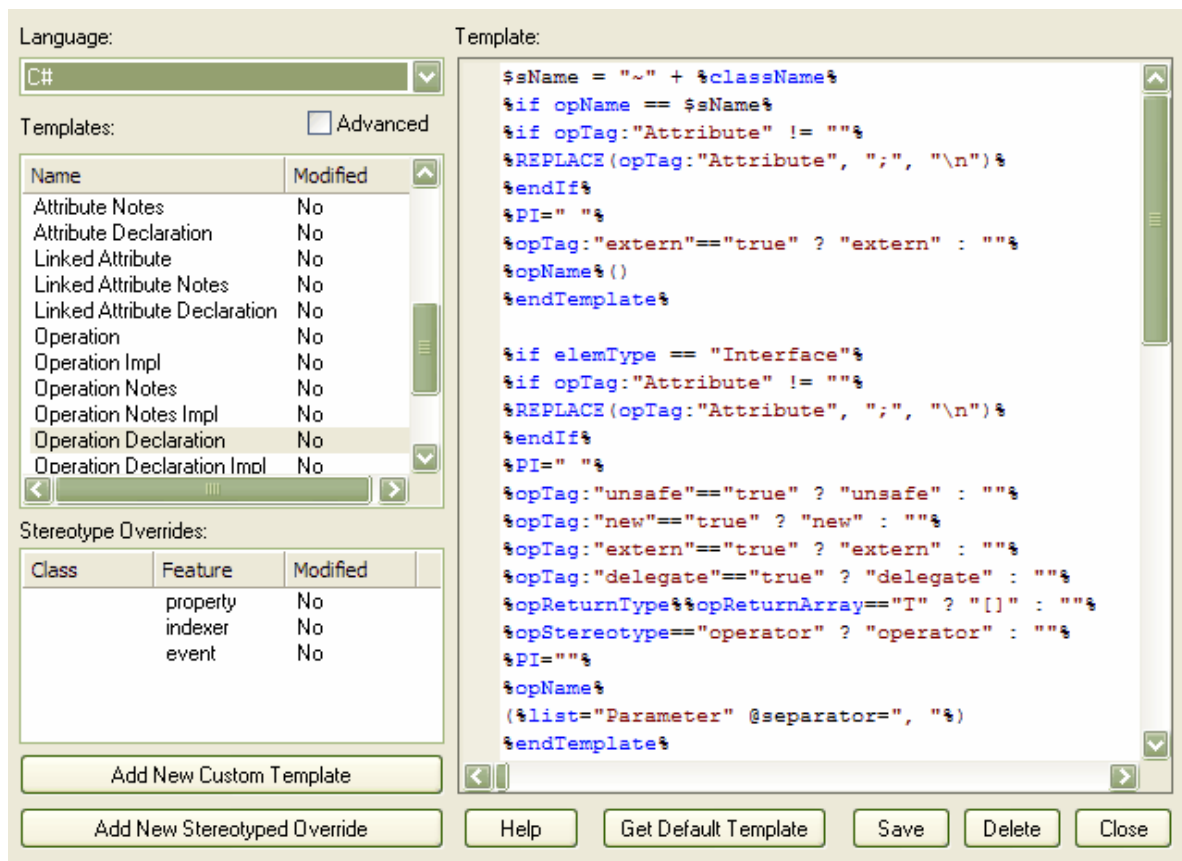 Language:
C#
Templates:
Advanced
Name Modified
Attribute Notes No
Attribute Declaration No
Linked Attribute No
Linked Attribute Notes No
Linked Attribute Declaration No
Operation No
Operation Impl No
Operation Notes No
Operation Notes Impl No
Operation Declaration No
Operation Declaration Impl No
Stereotype Overrides:
Class Feature Modified
property No
indexer No
event No
Add New Custom Template
Add New Stereotyped Override
Template:
$sName = "~" + %className%
%if opName == $sName%
%if opTag:"Attribute" != ""%
%REPLACE(opTag:"Attribute", ";", "\n")%
%endIf%
%PI=" "%
%opTag:"extern"=="true" ? "extern" : ""%
%opName%()
%endTemplate%
%if elemType == "Interface"%
%if opTag:"Attribute" != ""%
%REPLACE(opTag:"Attribute", ";", "\n")%
%endIf%
%PI=" "%
%opTag:"unsafe"=="true" ? "unsafe" : ""%
%opTag:"new"=="true" ? "new" : ""%
%opTag:"extern"=="true" ? "extern" : ""%
%opTag:"delegate"=="true" ? "delegate" : ""%
%opReturnType%%opReturnArray=="T" ? "[]" : ""%
%opStereotype=="operator" ? "operator" : ""%
%PI=""%
%opName%
(%list="Parameter" @separator=", "%)
%endTemplate%
Help Get Default Template Save Delete Close